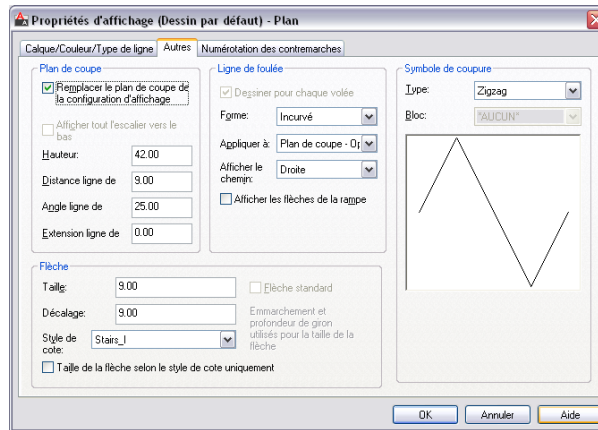 Propriétés d'affichage (Dessin par défaut) - Plan
Calque/Couleur/Type de ligne
Autres
Numérotation des contremarches
Plan de coupe
Remplacer le plan de coupe de
la configuration d'affichage
Afficher tout l'escalier vers le
bas
Hauteur:
42.00
Distance ligne de
9.00
Angle ligne de
25.00
Extension ligne de
0.00
Ligne de foulée
Dessiner pour chaque volée
Forme:
Incurvé
Appliquer à:
Plan de coupe - Op
Afficher le
chemin:
Droite
Afficher les flèches de la rampe
Symbole de coupure
Type:
Zigzag
Bloc:
*AUCUN*
Flèche
Taille:
9.00
Flèche standard
Décalage:
9.00
Emmarchement et
profondeur de giron
utilisés pour la taille de la
flèche
Style de
cote:
Stairs_I
Taille de la flèche selon le style de cote uniquement
OK
Annuler
Aide